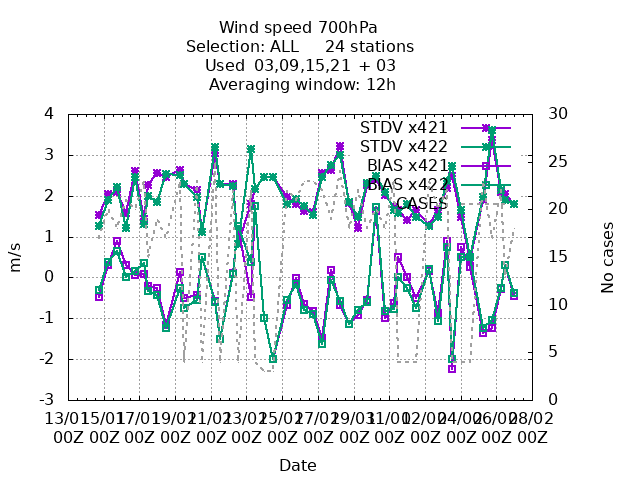 Wind speed 700hPa
Selection: ALL 24 stations
Used 03,09,15,21 + 03
Averaging window: 12h
STDV x421
STDV x422
BIAS x421
BIAS x422
CASES
4
3
2
1
0
-1
-2
-3
30
25
20
15
10
5
0
m/s
No cases
13/01 15/01 17/01 19/01 21/01 23/01 25/01 27/01 29/01 31/01 02/02 24/02 26/02 28/02
00Z 00Z 00Z 00Z 00Z 00Z 00Z 00Z 00Z 00Z 00Z 00Z 00Z 00Z
Date